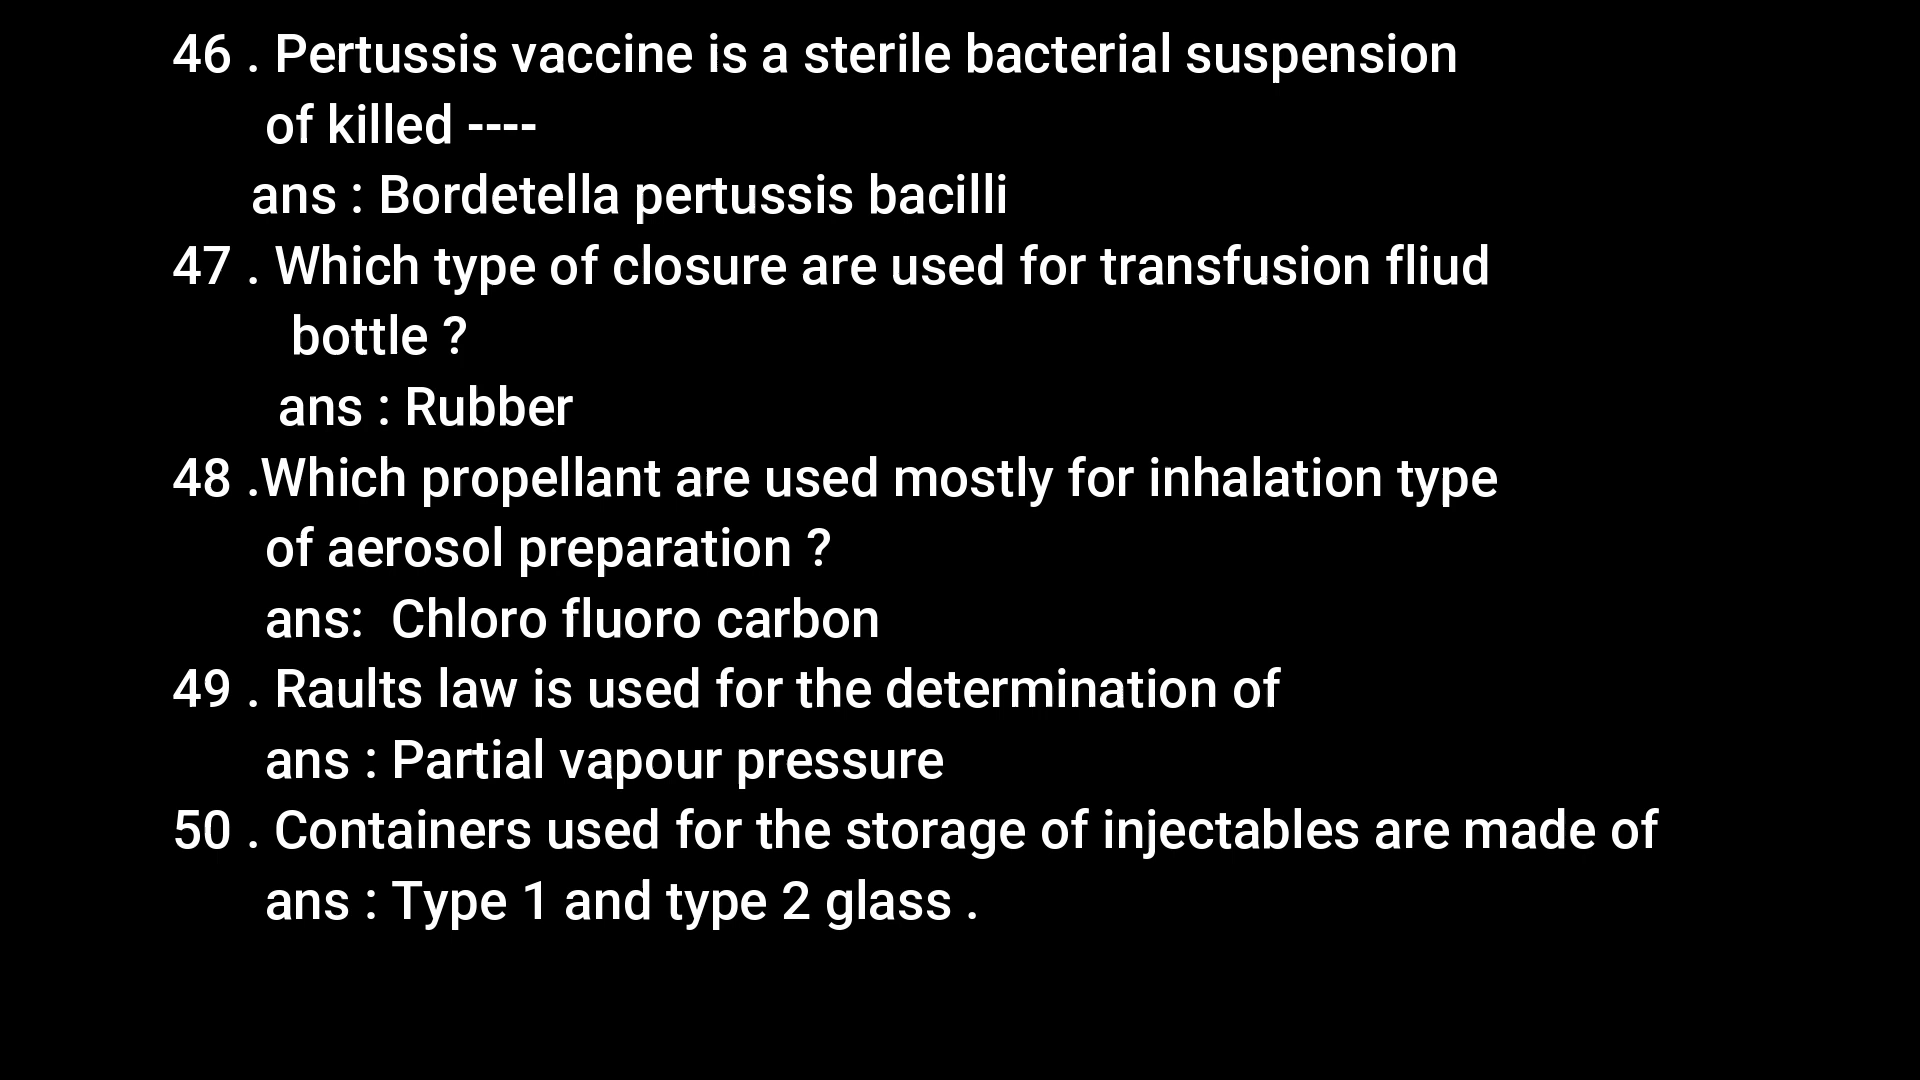 46 . Pertussis vaccine is a sterile bacterial suspension
of killed ----
ans : Bordetella pertussis bacilli
47 . Which type of closure are used for transfusion fliud
bottle ?
ans : Rubber
48 .Which propellant are used mostly for inhalation type
of aerosol preparation ?
ans:  Chloro fluoro carbon
49 . Raults law is used for the determination of
ans : Partial vapour pressure
50 . Containers used for the storage of injectables are made of
ans : Type 1 and type 2 glass .